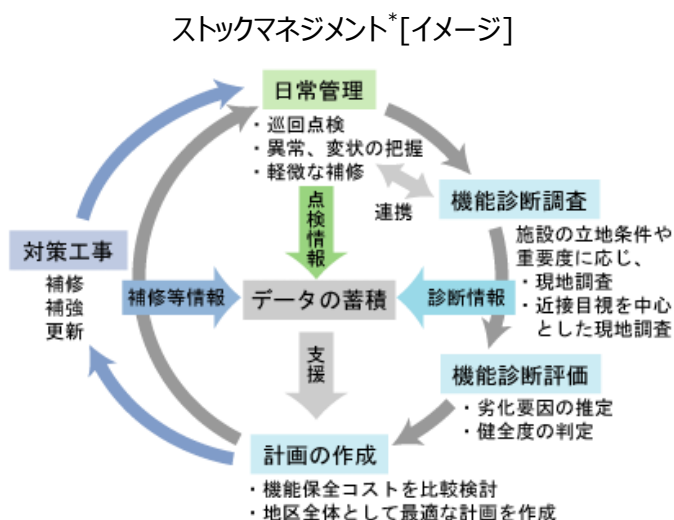 ストックマネジメント*[イメージ]
日常管理
・巡回点検
・異常、変状の把握
・軽微な補修
点検情報
連携
機能診断調査
施設の立地条件や
重要度に応じ、
・現地調査
・近接目視を中心
とした現地調査
対策工事
補修
補強
更新
補修等情報
データの蓄積
診断情報
支援
機能診断評価
・劣化要因の推定
・健全度の判定
計画の作成
・機能保全コストを比較検討
・地区全体として最適な計画を作成